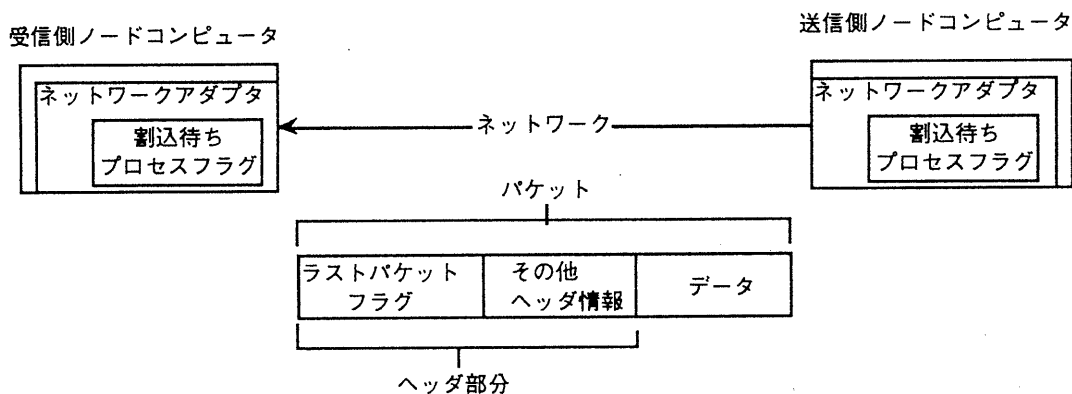 受信側ノードコンピュータ
送信側ノードコンピュータ
ネットワークアダプタ
割込待ち
プロセスフラグ
ネットワーク
ネットワークアダプタ
割込待ち
プロセスフラグ
パケット
ラストパケット
フラグ
その他
ヘッダ情報
データ
ヘッダ部分